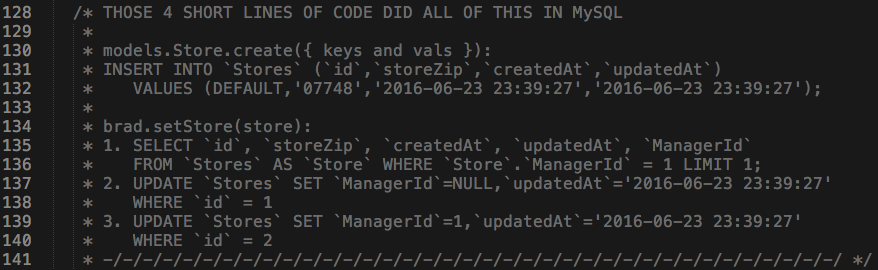 128 /* THOSE 4 SHORT LINES OF CODE DID ALL OF THIS IN MySQL
129 *
130 * models.Store.create({ keys and vals }):
131 * INSERT INTO `Stores` (`id`,`storeZip`,`createdAt`,`updatedAt`)
132 *   VALUES (DEFAULT,'07748','2016-06-23 23:39:27','2016-06-23 23:39:27');
133 *
134 * brad.setStore(store):
135 * 1. SELECT `id`, `storeZip`, `createdAt`, `updatedAt`, `ManagerId`
136 *    FROM `Stores` AS `Store` WHERE `Store`.`ManagerId` = 1 LIMIT 1;
137 * 2. UPDATE `Stores` SET `ManagerId`=NULL,`updatedAt`='2016-06-23 23:39:27'
138 *    WHERE `id` = 1
139 * 3. UPDATE `Stores` SET `ManagerId`=1,`updatedAt`='2016-06-23 23:39:27'
140 *    WHERE `id` = 2
141 * -/-/-/-/-/-/-/-/-/-/-/-/-/-/-/-/-/-/-/-/-/-/-/-/-/-/-/-/-/-/-/-/-/-/-/ */